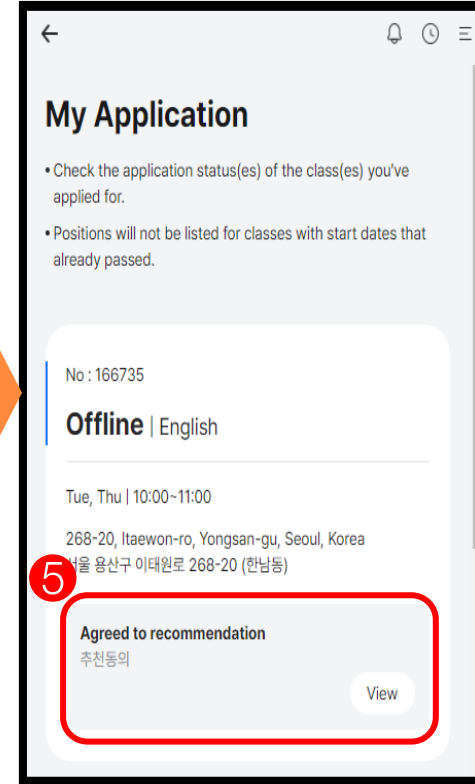 My Application
• Check the application status(es) of the class(es) you've
applied for.
• Positions will not be listed for classes with start dates that
already passed.
No : 166735
Offline | English
Tue, Thu | 10:00~11:00
268-20, Itaewon-ro, Yongsan-gu, Seoul, Korea
용산구 이태원로 268-20 (한남동)
5
Agreed to recommendation
추천동의
View